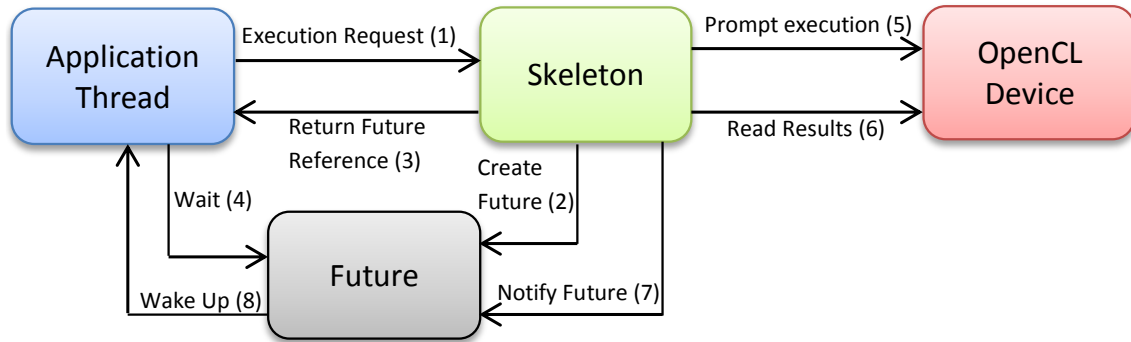 Application
Thread
Execution Request (1)
Skeleton
Prompt execution (5)
OpenCL
Device
Return Future
Reference (3)
Read Results (6)
Create
Future (2)
Wait (4)
Future
Notify Future (7)
Wake Up (8)